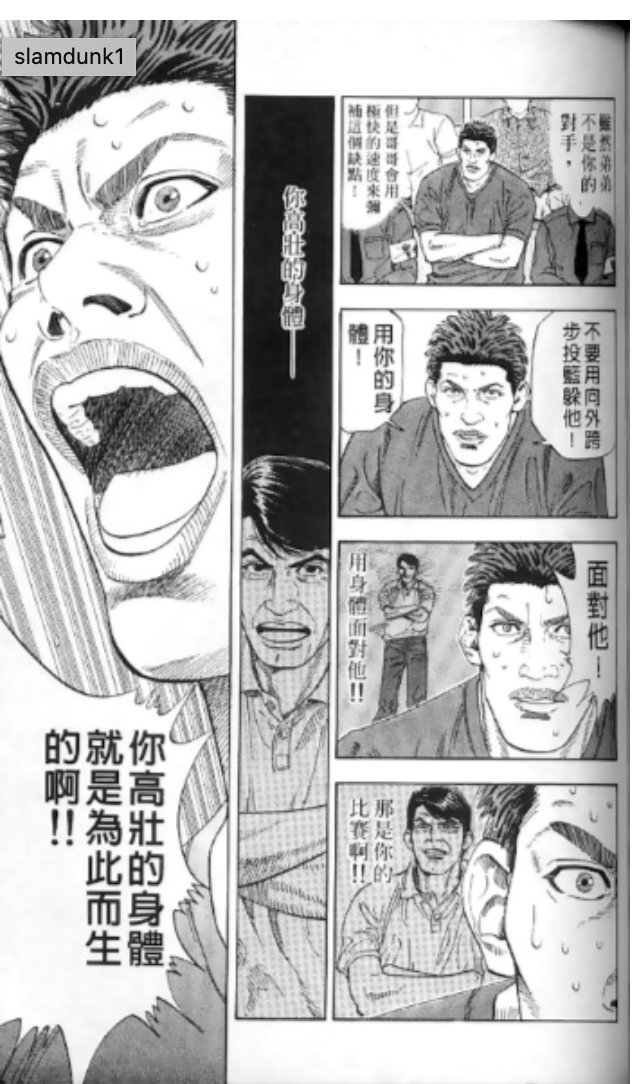 slamdunk1
雖然弟弟
不是你的
對手，
但是哥哥會用
極快的速度來彌
補這個缺點！
不要用向外跨
步投籃躲他！
用你的身
體！
面對他！
用身體面對他！！
那是你的
比賽啊！！
你高壯的身體——
你高壯的身體
就是為此而生
的啊！！